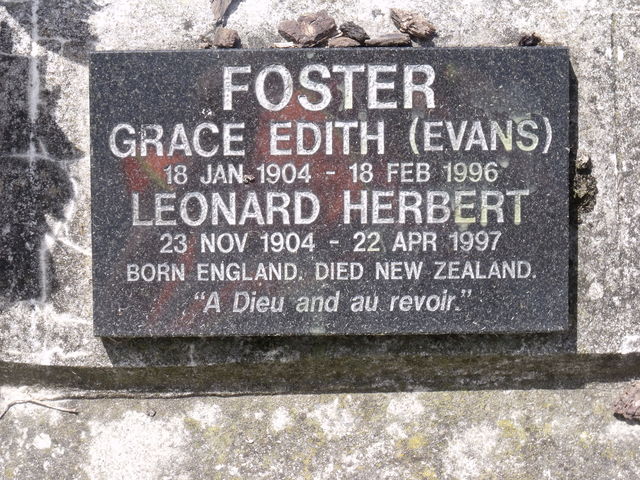 FOSTER
GRACE EDITH (EVANS)
18 JAN 1904 - 18 FEB 1996
LEONARD HERBERT
23 NOV 1904 - 22 APR 1997
BORN ENGLAND. DIED NEW ZEALAND.
"A Dieu and au revoir."